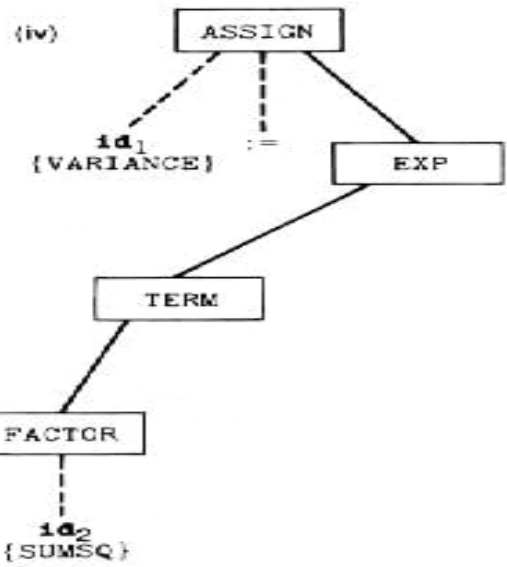 (iv)
ASSIGN
id1
{VARIANCE}
:=
EXP
TERM
FACTOR
id2
{SUMSQ}